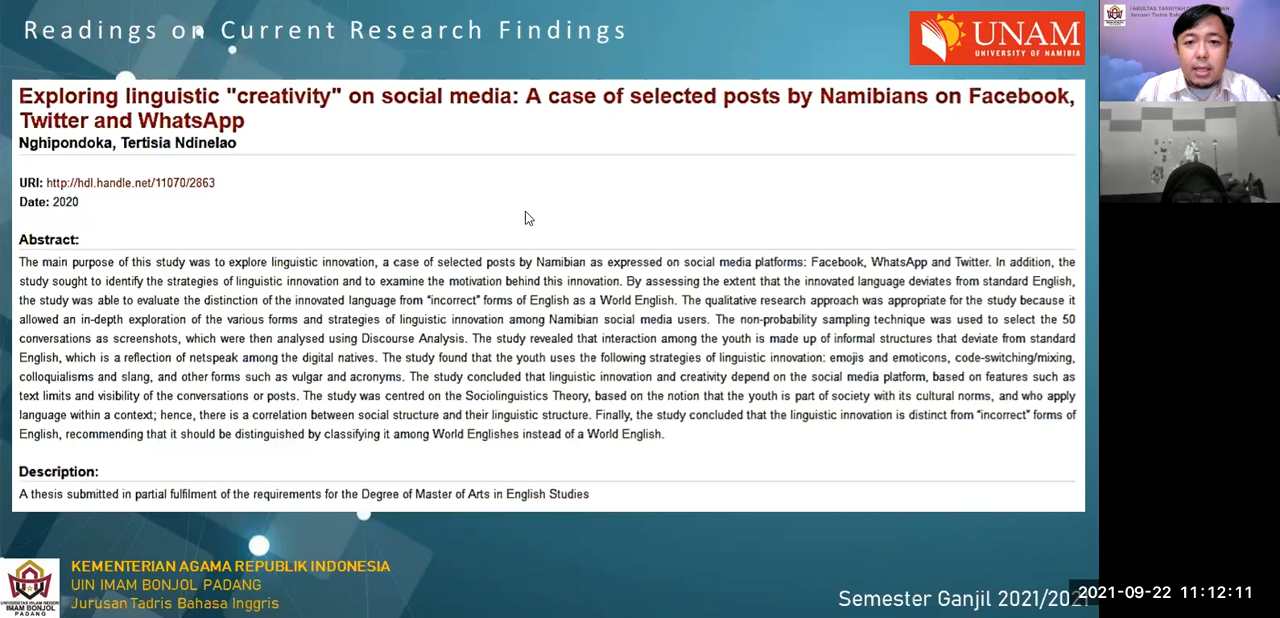 Readings on Current Research Findings
UNAM
UNIVERSITY OF NAMIBIA
Exploring linguistic "creativity" on social media: A case of selected posts by Namibians on Facebook,
Twitter and WhatsApp
Nghipondoka, Tertisia Ndinelao
URI: http://hdl.handle.net/11070/2863
Date: 2020
Abstract:
The main purpose of this study was to explore linguistic innovation, a case of selected posts by Namibian as expressed on social media platforms: Facebook, WhatsApp and Twitter. In addition, the
study sought to identify the strategies of linguistic innovation and to examine the motivation behind this innovation. By assessing the extent that the innovated language deviates from standard English,
the study was able to evaluate the distinction of the innovated language from “incorrect” forms of English as a World English. The qualitative research approach was appropriate for the study because it
allowed an in-depth exploration of the various forms and strategies of linguistic innovation among Namibian social media users. The non-probability sampling technique was used to select the 50
conversations as screenshots, which were then analysed using Discourse Analysis. The study revealed that interaction among the youth is made up of informal structures that deviate from standard
English, which is a reflection of netspeak among the digital natives. The study found that the youth uses the following strategies of linguistic innovation: emojis and emoticons, code-switching/mixing,
colloquialisms and slang, and other forms such as vulgar and acronyms. The study concluded that linguistic innovation and creativity depend on the social media platform, based on features such as
text limits and visibility of the conversations or posts. The study was centred on the Sociolinguistics Theory, based on the notion that the youth is part of society with its cultural norms, and who apply
language within a context; hence, there is a correlation between social structure and their linguistic structure. Finally, the study concluded that the linguistic innovation is distinct from “incorrect” forms of
English, recommending that it should be distinguished by classifying it among World Englishes instead of a World English.
Description:
A thesis submitted in partial fulfilment of the requirements for the Degree of Master of Arts in English Studies
KEMENTERIAN AGAMA REPUBLIK INDONESIA
UIN IMAM BONJOL PADANG
Jurusan Tadris Bahasa Inggris
UNIVERSITAS ISLAM NEGERI
IMAM BONJOL
PADANG
Semester Ganjil 2021/202
2021-09-22 11:12:11